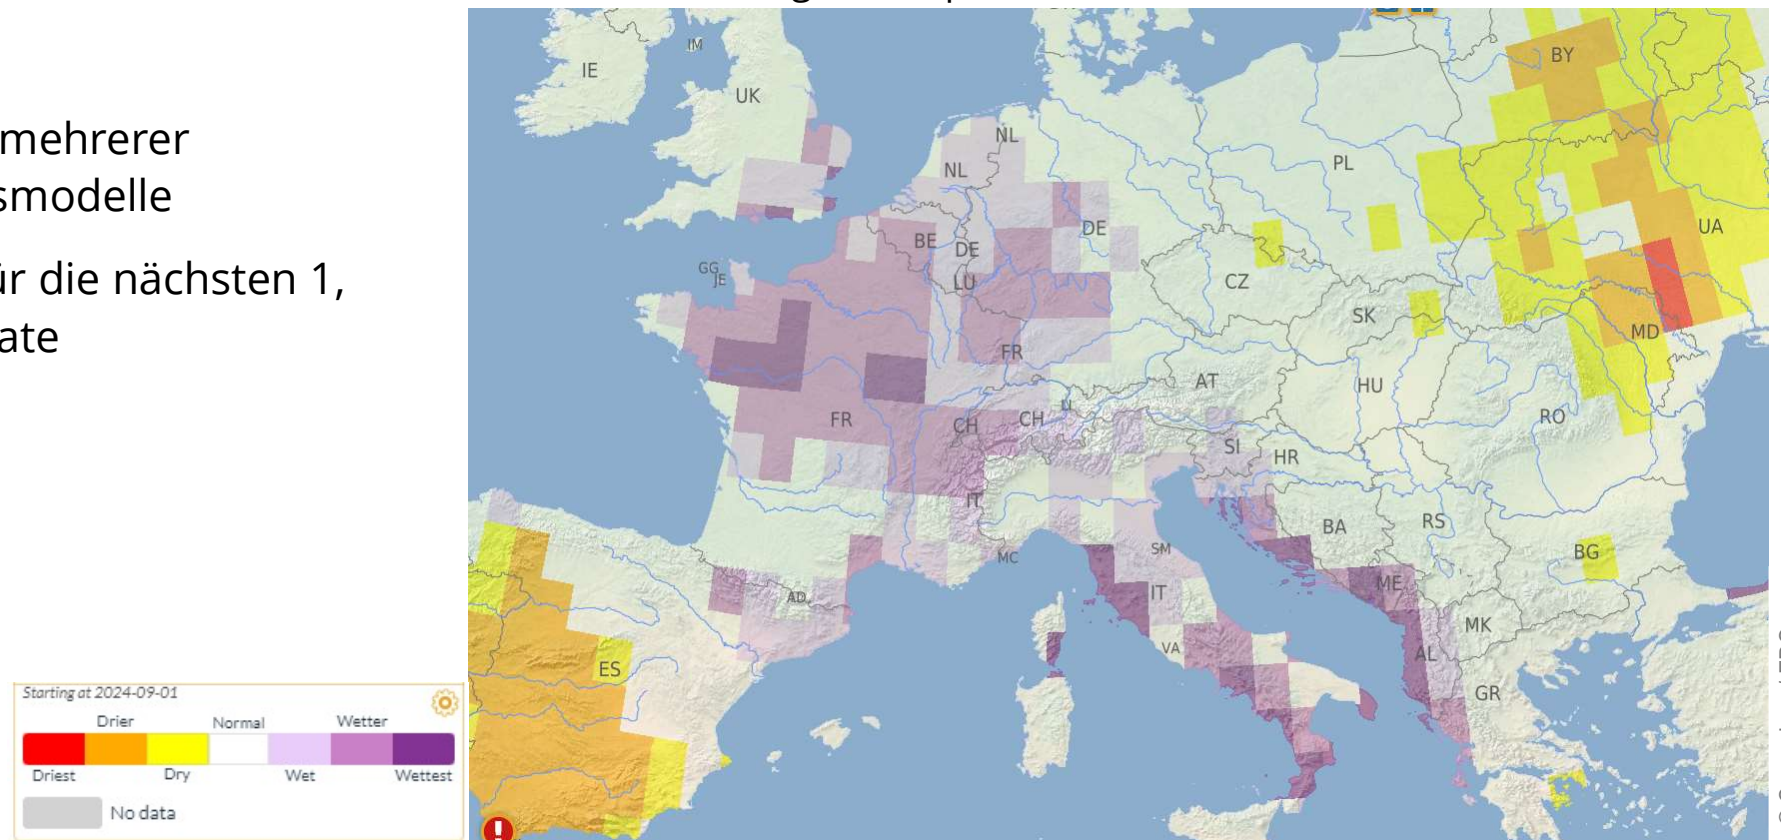 mehrerer
smodelle
ür die nächsten 1,
ate
Starting at 2024-09-01
Drier Normal Wetter
Driest Dry Wet Wettest
No data
IE
IM
UK
NL
NL
BE
DE
DE
LU
GG
JE
FR
FR
CH
CH
LI
AT
CZ
PL
SK
HU
BY
UA
MD
RO
SI
HR
IT
MC
SM
IT
VA
BA
RS
BG
ME
MK
AL
GR
AD
ES